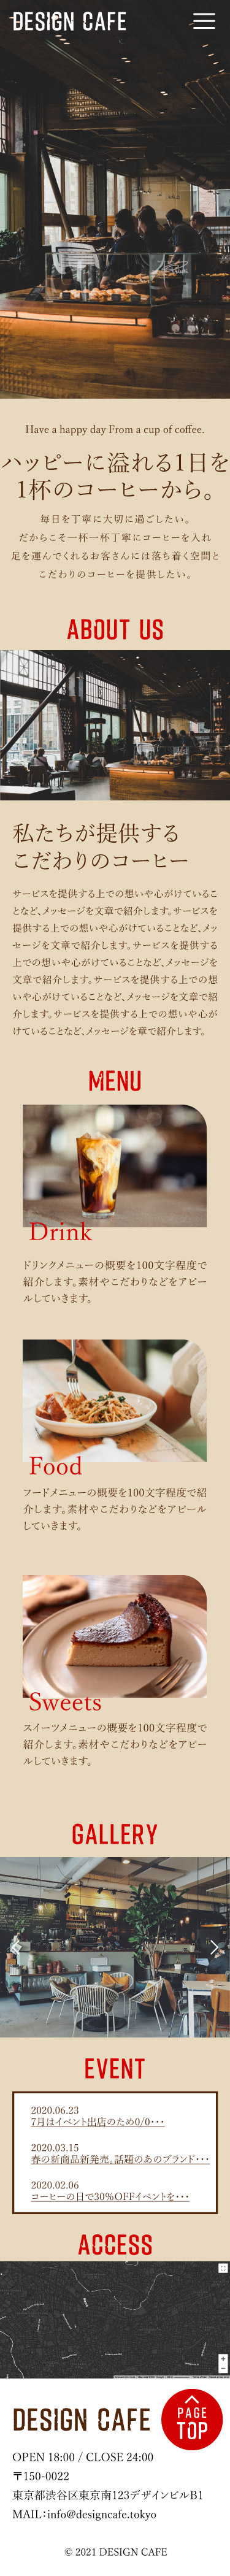 DESIGN CAFE
Have a happy day From a cup of coffee.
ハッピーに溢れる1日を
1杯のコーヒーから。
毎日を丁寧に大切に過ごしたい。
だからこそ一杯一杯丁寧にコーヒーを入れ
足を運んでくれるお客さんには落ち着く空間と
こだわりのコーヒーを提供したい。
ABOUT US
私たちが提供する
こだわりのコーヒー
サービスを提供する上での想いや心がけているこ
となど、メッセージを文章で紹介します。サービスを
提供する上での想いや心がけていることなど、メッ
セージを文章で紹介します。サービスを提供する
上での想いや心がけていることなど、メッセージを
文章で紹介します。サービスを提供する上での想
いや心がけていることなど、メッセージを文章で紹
介します。サービスを提供する上での想いや心が
けていることなど、メッセージを章で紹介します。
MENU
Drink
ドリンクメニューの概要を100文字程度で
紹介します。素材やこだわりなどをアピー
ルしていきます。
Food
フードメニューの概要を100文字程度で紹
介します。素材やこだわりなどをアピール
していきます。
Sweets
スイーツメニューの概要を100文字程度で
紹介します。素材やこだわりなどをアピー
ルしていきます。
GALLERY
EVENT
2020.06.23
7月はイベント出店のため0/0・・・
2020.03.15
春の新商品新発売。話題のあのブランド・・・
2020.02.06
コーヒーの日で30%OFFイベントを・・・
ACCESS
DESIGN CAFE
PAGE
TOP
OPEN 18:00 / CLOSE 24:00
〒150-0022
東京都渋谷区東京南123デザインビルB1
MAIL：info@designcafe.tokyo
© 2021 DESIGN CAFE